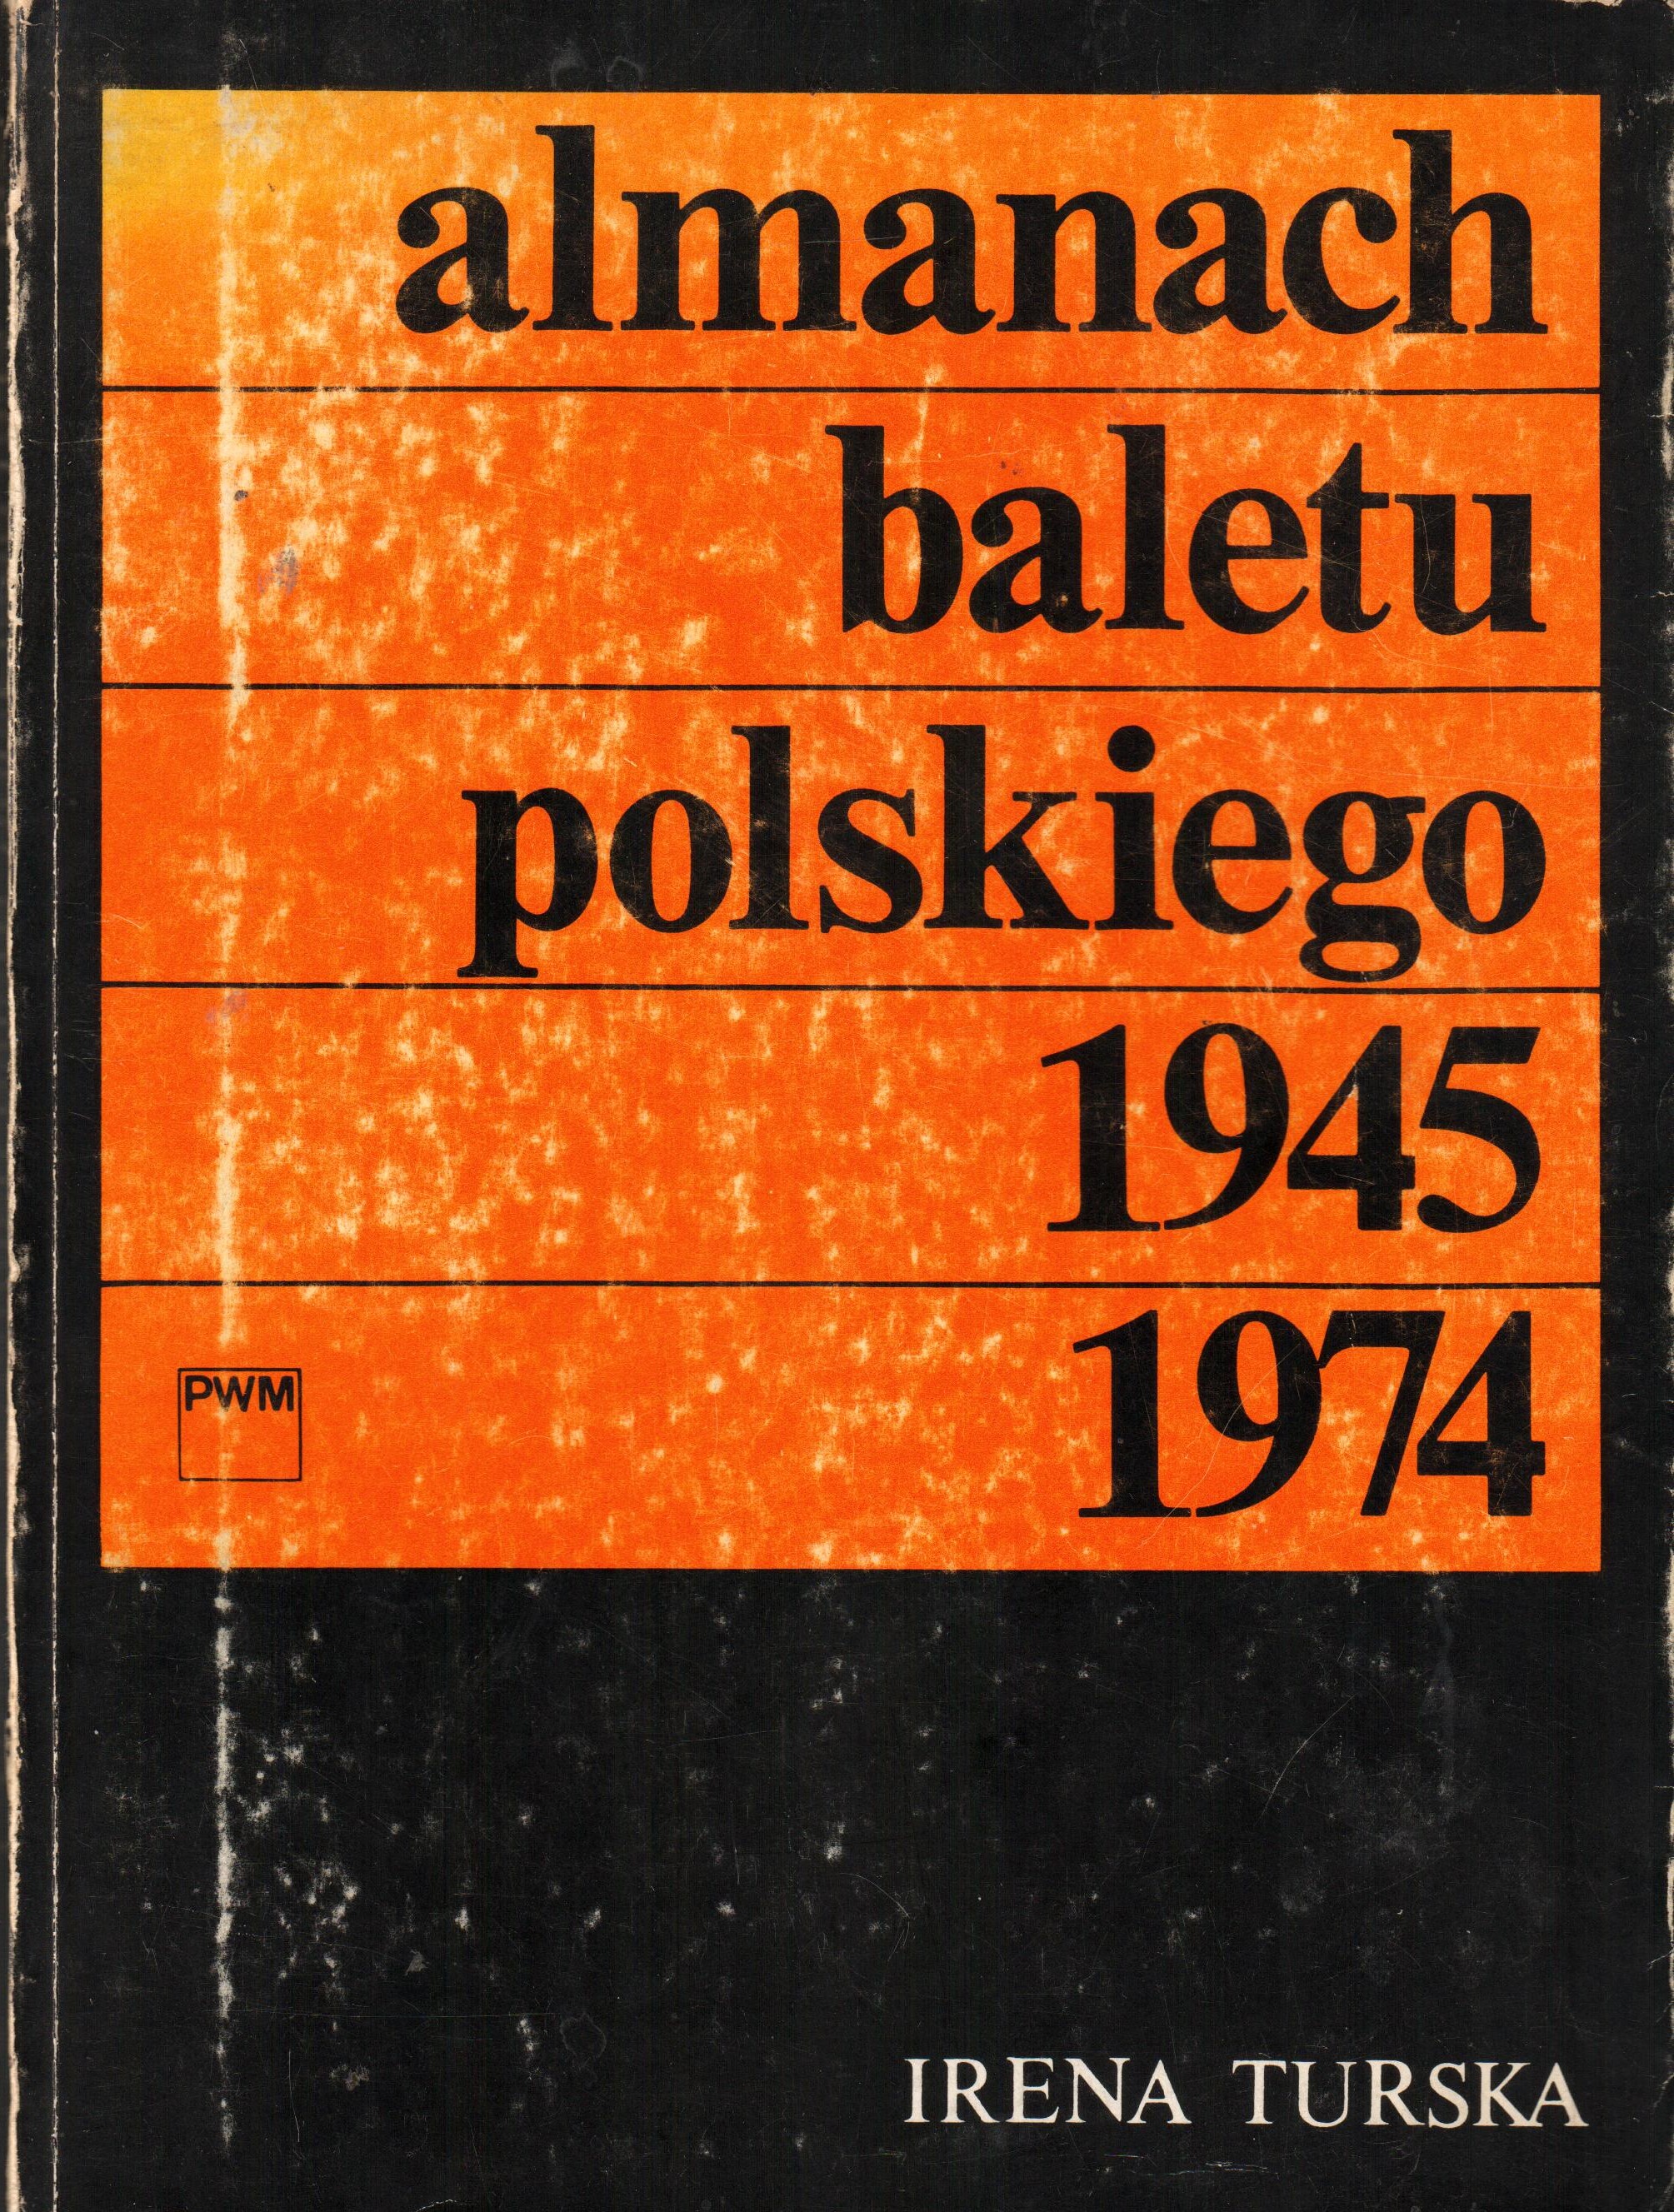 almanach
baletu
polskiego
1945
1974
PWM
IRENA TURSKA